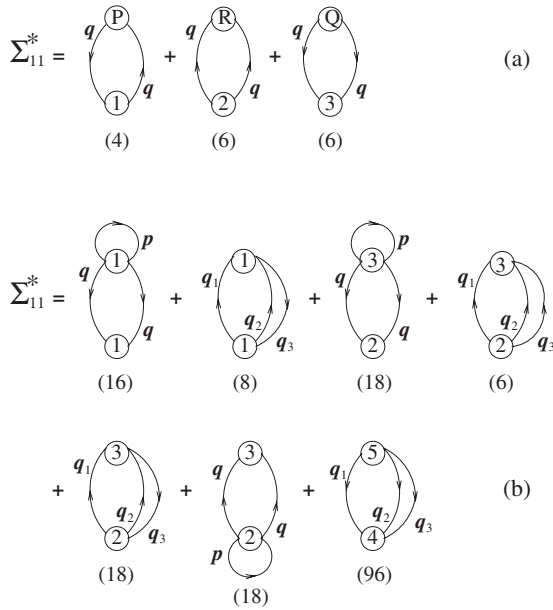 Σ*11 = q P q 1 + q R q 2 + q Q q 3 (a)
(4) (6) (6)
Σ*11 = p 1 q q 1 + 1 q1 q2 q3 1 + p 3 q q 2 + 3 q1 q2 q3 2
(16) (8) (18) (6)
+ 3 q1 q2 q3 2 + 3 q q 2 p + 5 q1 q2 q3 4 (b)
(18) (18) (96)